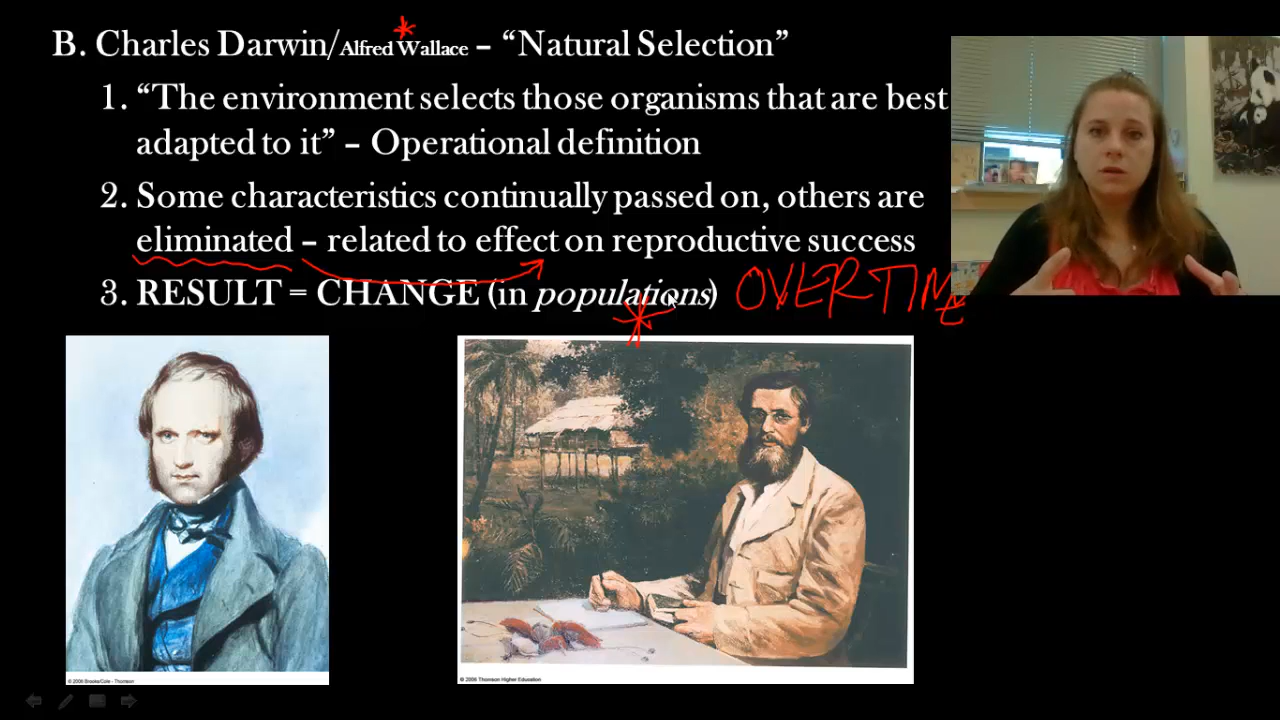 B. Charles Darwin/Alfred Wallace – “Natural Selection”
1. “The environment selects those organisms that are best
adapted to it” – Operational definition
2. Some characteristics continually passed on, others are
eliminated – related to effect on reproductive success
3. RESULT = CHANGE (in populations) OVER TIME
© 2006 Brooks/Cole - Thomson
© 2006 Thomson Higher Education